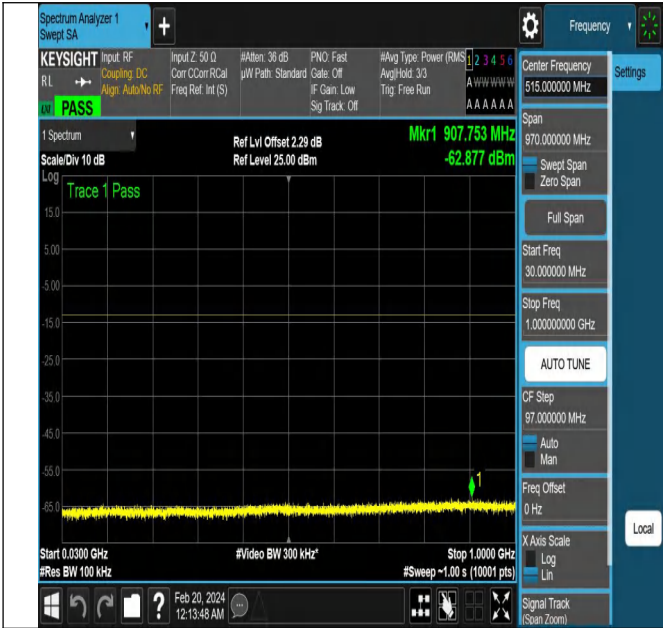 Spectrum Analyzer 1
Swept SA
+
Frequency
KEYSIGHT
RL
PASS
Input: RF
Coupling: DC
Align: Auto/No RF
Input Z: 50 Ω
Corr CCorr RCal
Freq Ref: Int (S)
#Atten: 36 dB
µW Path: Standard
PNO: Fast
Gate: Off
IF Gain: Low
Sig Track: Off
#Avg Type: Power (RMS
Avg|Hold: 3/3
Trig: Free Run
1 2 3 4 5 6
A W W W W W
A A A A A A
1 Spectrum
Scale/Div 10 dB
Ref Lvl Offset 2.29 dB
Ref Level 25.00 dBm
Mkr1 907.753 MHz
-62.877 dBm
Log
Trace 1 Pass
15.0
5.00
-5.00
-15.0
-25.0
-35.0
-45.0
-55.0
-65.0
1
Start 0.0300 GHz
#Res BW 100 kHz
#Video BW 300 kHz*
Stop 1.0000 GHz
#Sweep ~1.00 s (10001 pts)
Feb 20, 2024
12:13:48 AM
Center Frequency
515.000000 MHz
Settings
Span
970.000000 MHz
Swept Span
Zero Span
Full Span
Start Freq
30.000000 MHz
Stop Freq
1.000000000 GHz
AUTO TUNE
CF Step
97.000000 MHz
Auto
Man
Freq Offset
0 Hz
Local
X Axis Scale
Log
Lin
Signal Track
(Span Zoom)